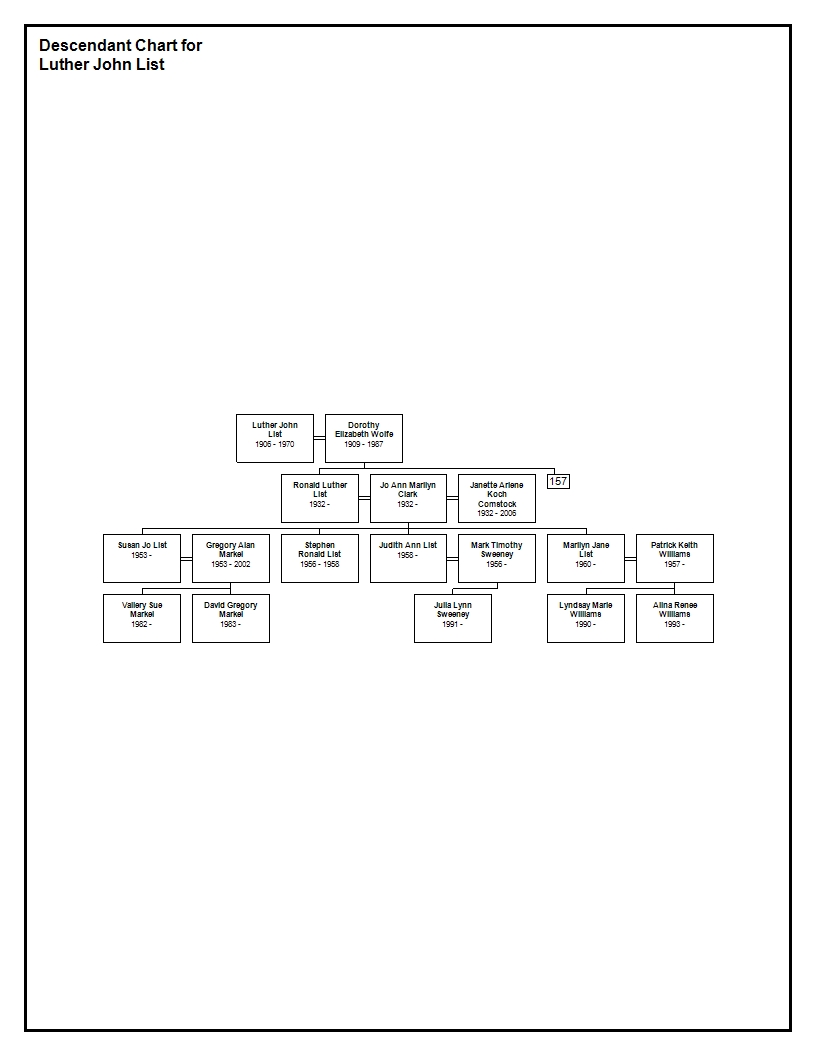 Descendant Chart for
Luther John List
Luther John
List
1906 - 1970
Dorothy
Elizabeth Wolfe
1909 - 1987
Ronald Luther
List
1932 -
Jo Ann Marilyn
Clark
1932 -
Janette Arlene
Koch
Comstock
1932 - 2006
157
Susan Jo List
1953 -
Gregory Alan
Markel
1953 - 2002
Stephen
Ronald List
1956 - 1958
Judith Ann List
1958 -
Mark Timothy
Sweeney
1956 -
Marilyn Jane
List
1960 -
Patrick Keith
Williams
1957 -
Vallery Sue
Markel
1982 -
David Gregory
Markel
1983 -
Julia Lynn
Sweeney
1991 -
Lyndsay Marie
Williams
1990 -
Alina Renee
Williams
1993 -